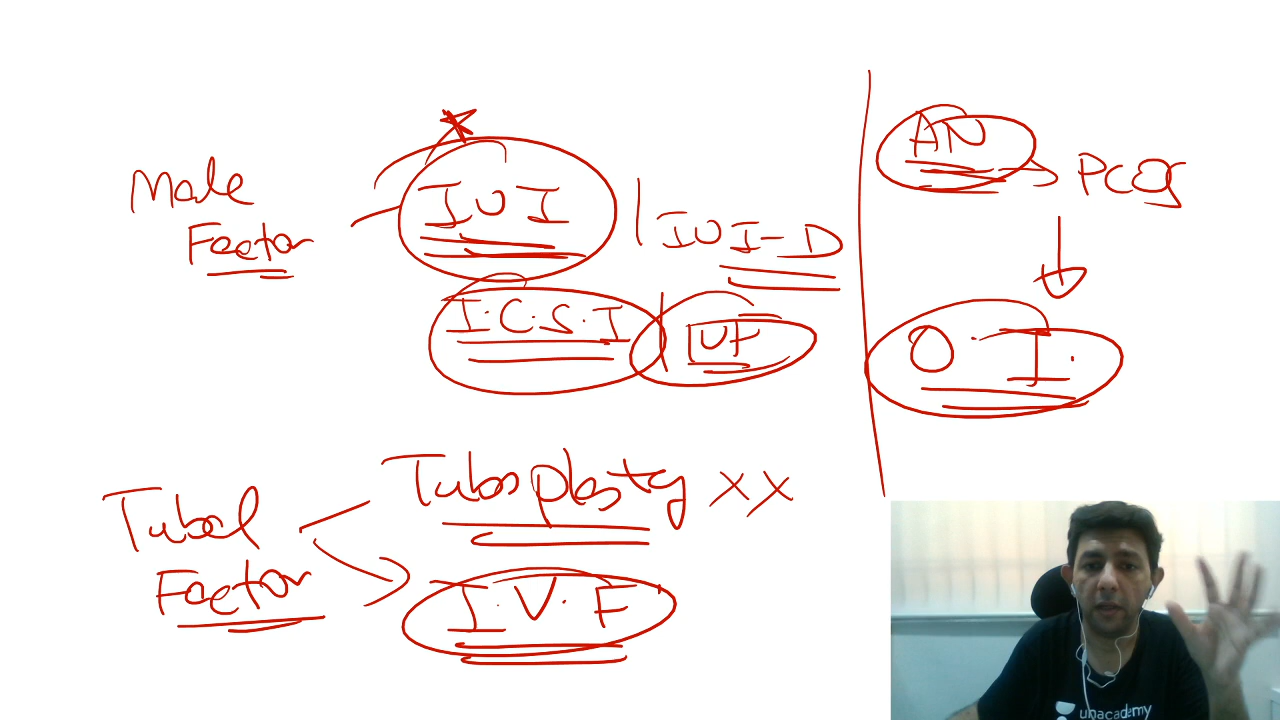 Male
Factor
IUI
IUI-D
I.C.S.I
IVF
Tubal
Factor
Tuboplasty XX
I.V.F
AN
PCOS
O.I.
unacademy